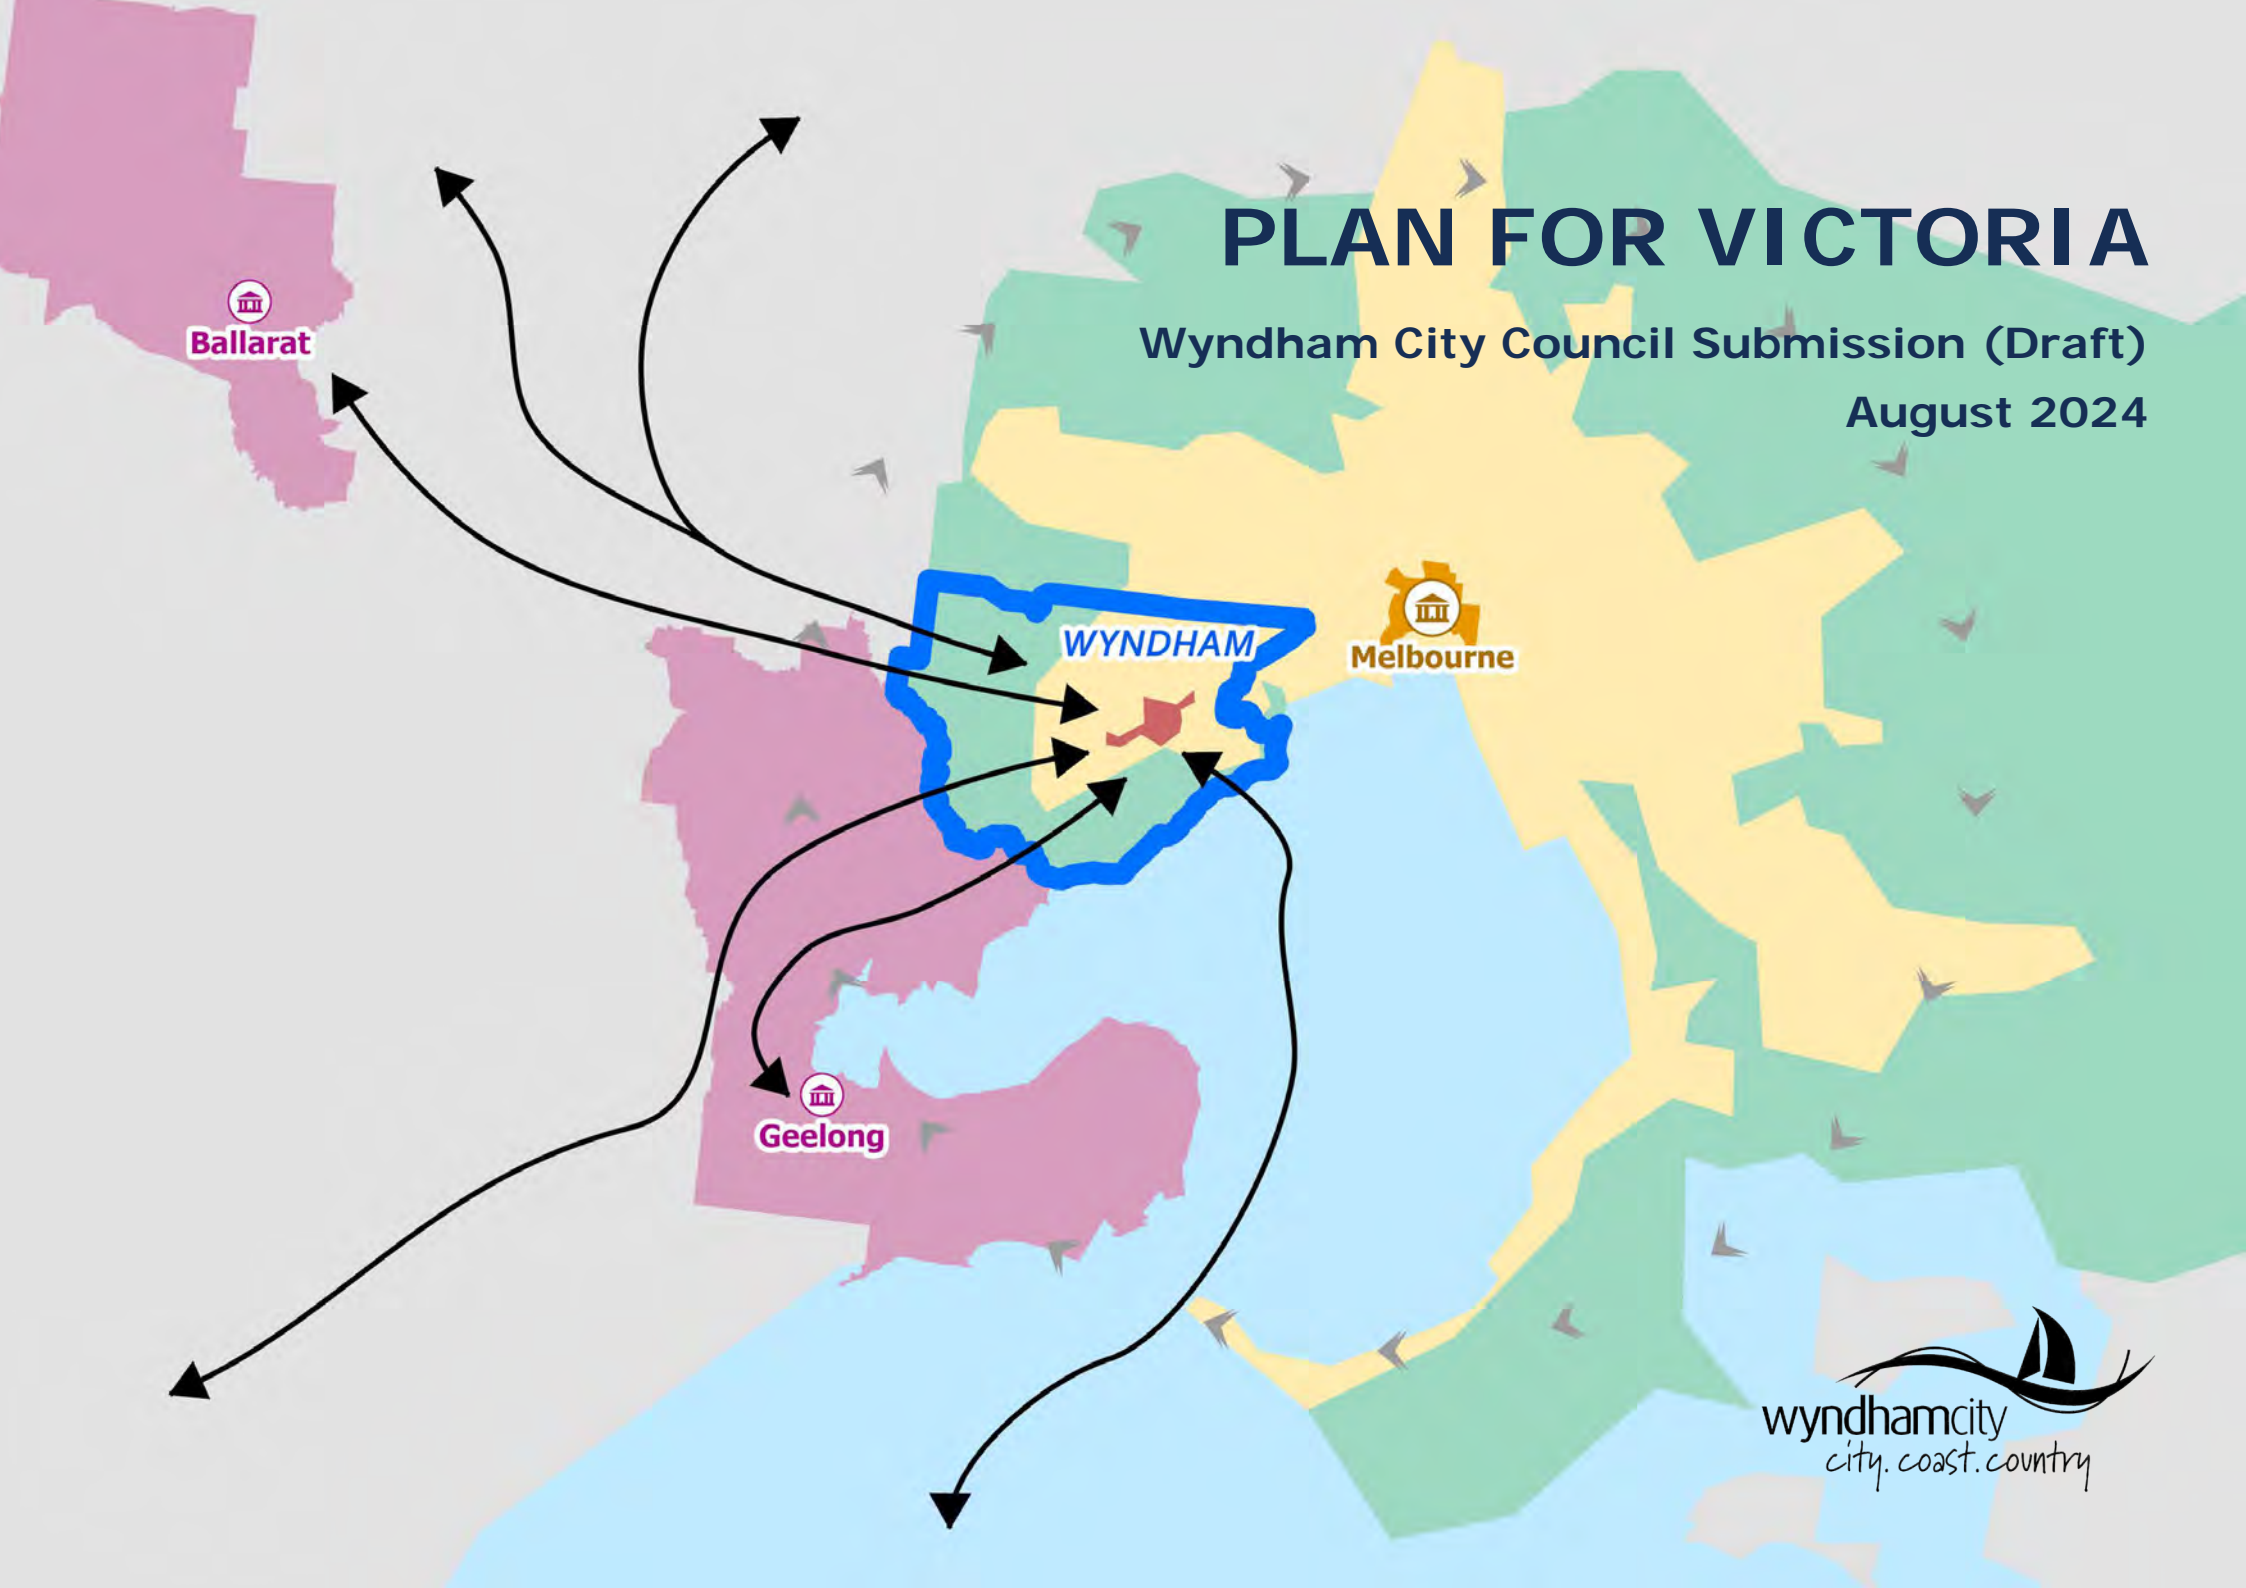 PLAN FOR VICTORIA
Wyndham City Council Submission (Draft)
August 2024
Ballarat
WYNDHAM
Melbourne
Geelong
wyndhamcity
city. coast. country